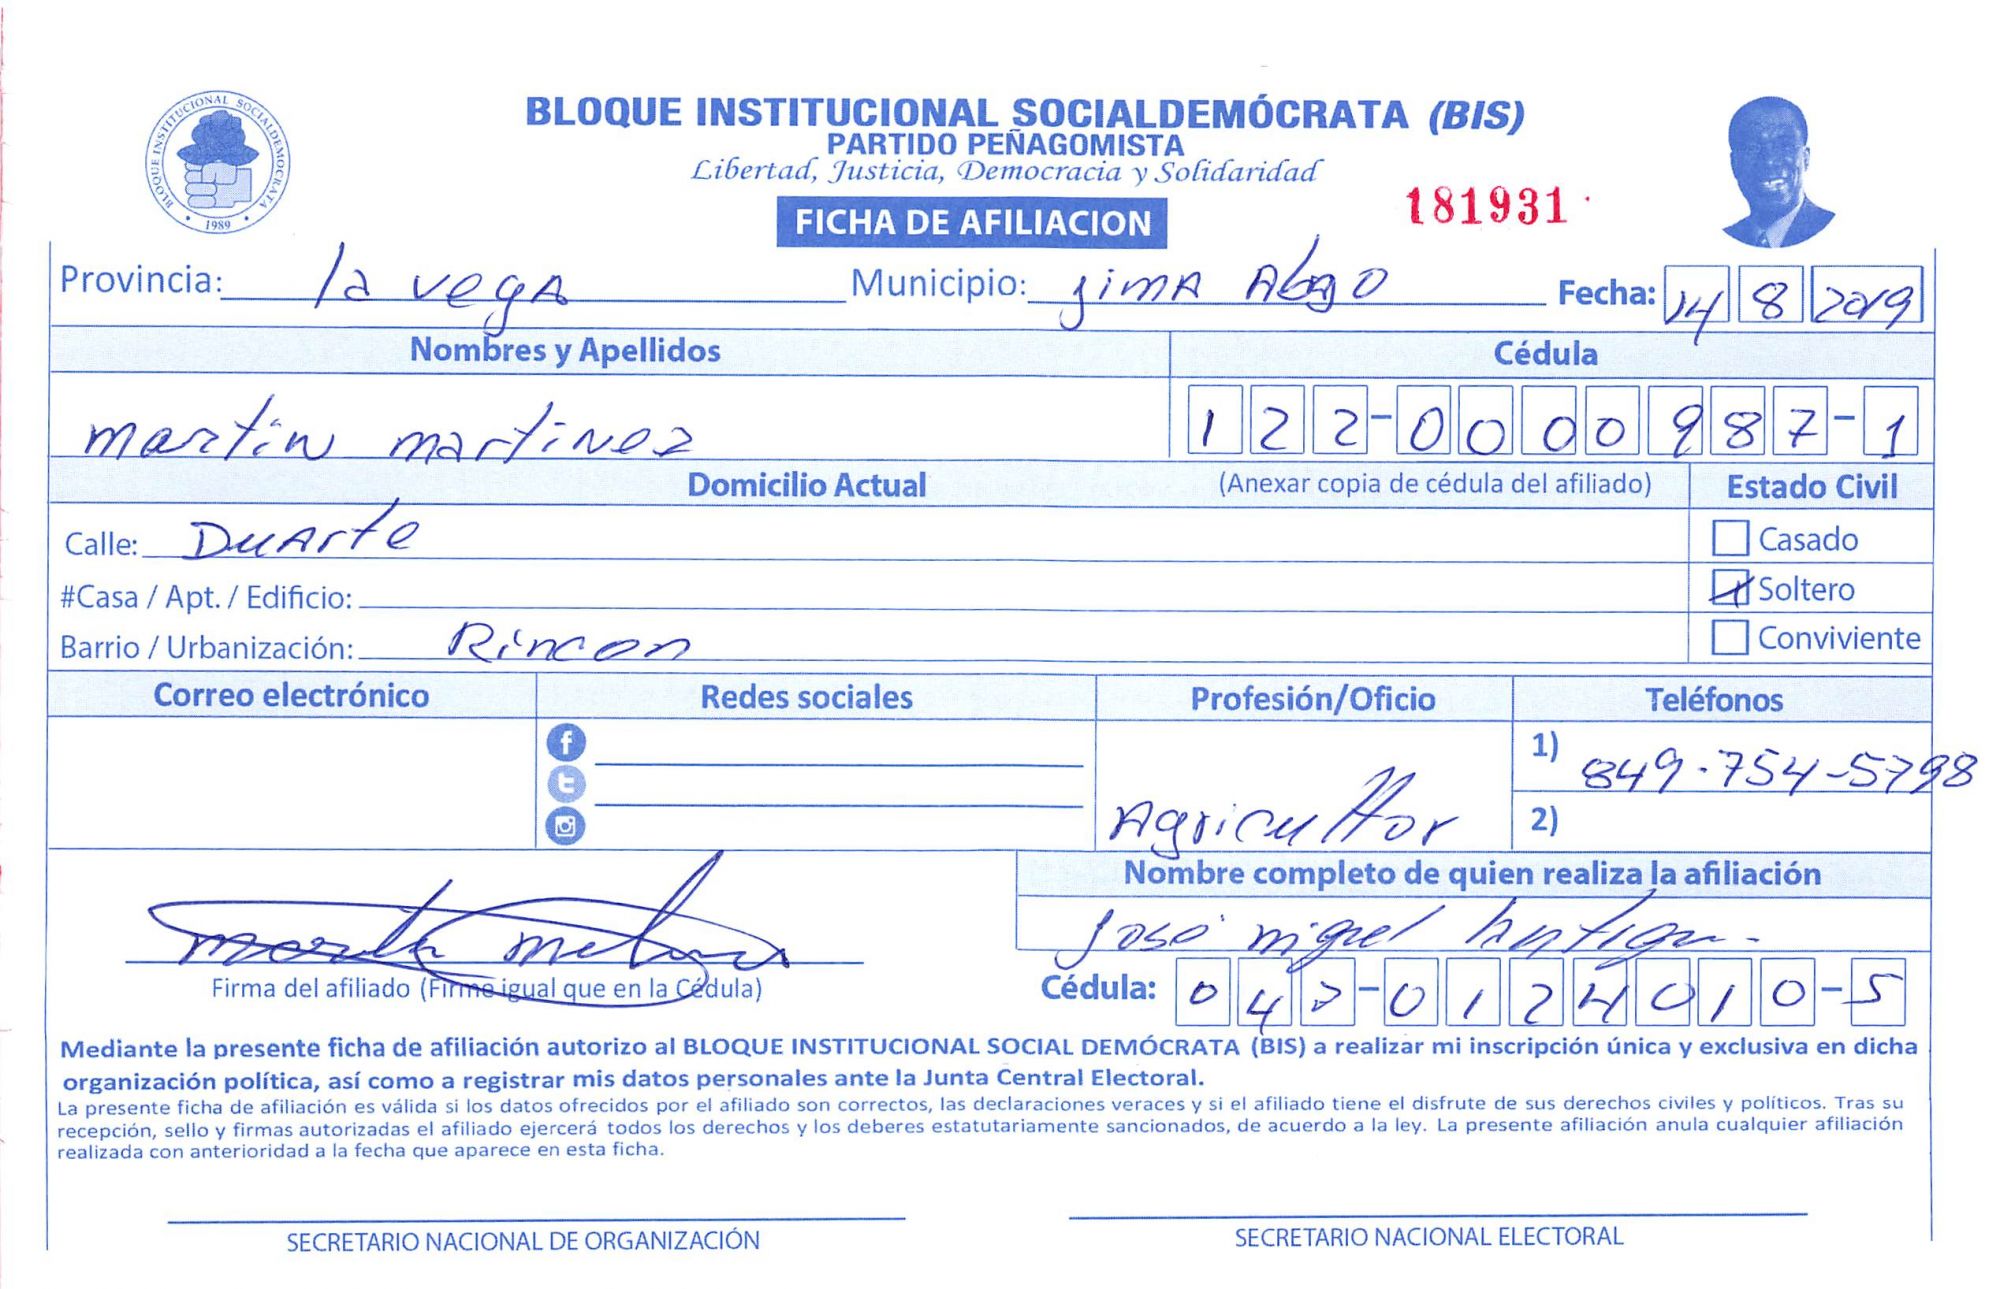 BLOQUE INSTITUCIONAL SOCIALDEMÓCRATA (BIS)
PARTIDO PEÑAGOMISTA
Libertad, Justicia, Democracia y Solidaridad
BLOQUE INSTITUCIONAL SOCIALDEMOCRATA
1989
181931
FICHA DE AFILIACION
Provincia: la vega Municipio: jima Abajo Fecha: 14 8 2019
Nombres y Apellidos Cédula
martin martinez 122-0000987-1
Domicilio Actual (Anexar copia de cédula del afiliado) Estado Civil
Calle: Duarte Casado
#Casa / Apt. / Edificio: Soltero
Barrio / Urbanización: Rincon Conviviente
Correo electrónico Redes sociales Profesión/Oficio Teléfonos
1) 849-754-5798
Agricultor 2)
Nombre completo de quien realiza la afiliación
José miguel
Firma del afiliado (Firme igual que en la Cédula) Cédula: 047-0124010-5
Mediante la presente ficha de afiliación autorizo al BLOQUE INSTITUCIONAL SOCIAL DEMÓCRATA (BIS) a realizar mi inscripción única y exclusiva en dicha
organización política, así como a registrar mis datos personales ante la Junta Central Electoral.
La presente ficha de afiliación es válida si los datos ofrecidos por el afiliado son correctos, las declaraciones veraces y si el afiliado tiene el disfrute de sus derechos civiles y políticos. Tras su
recepción, sello y firmas autorizadas el afiliado ejercerá todos los derechos y los deberes estatutariamente sancionados, de acuerdo a la ley. La presente afiliación anula cualquier afiliación
realizada con anterioridad a la fecha que aparece en esta ficha.
SECRETARIO NACIONAL DE ORGANIZACIÓN SECRETARIO NACIONAL ELECTORAL